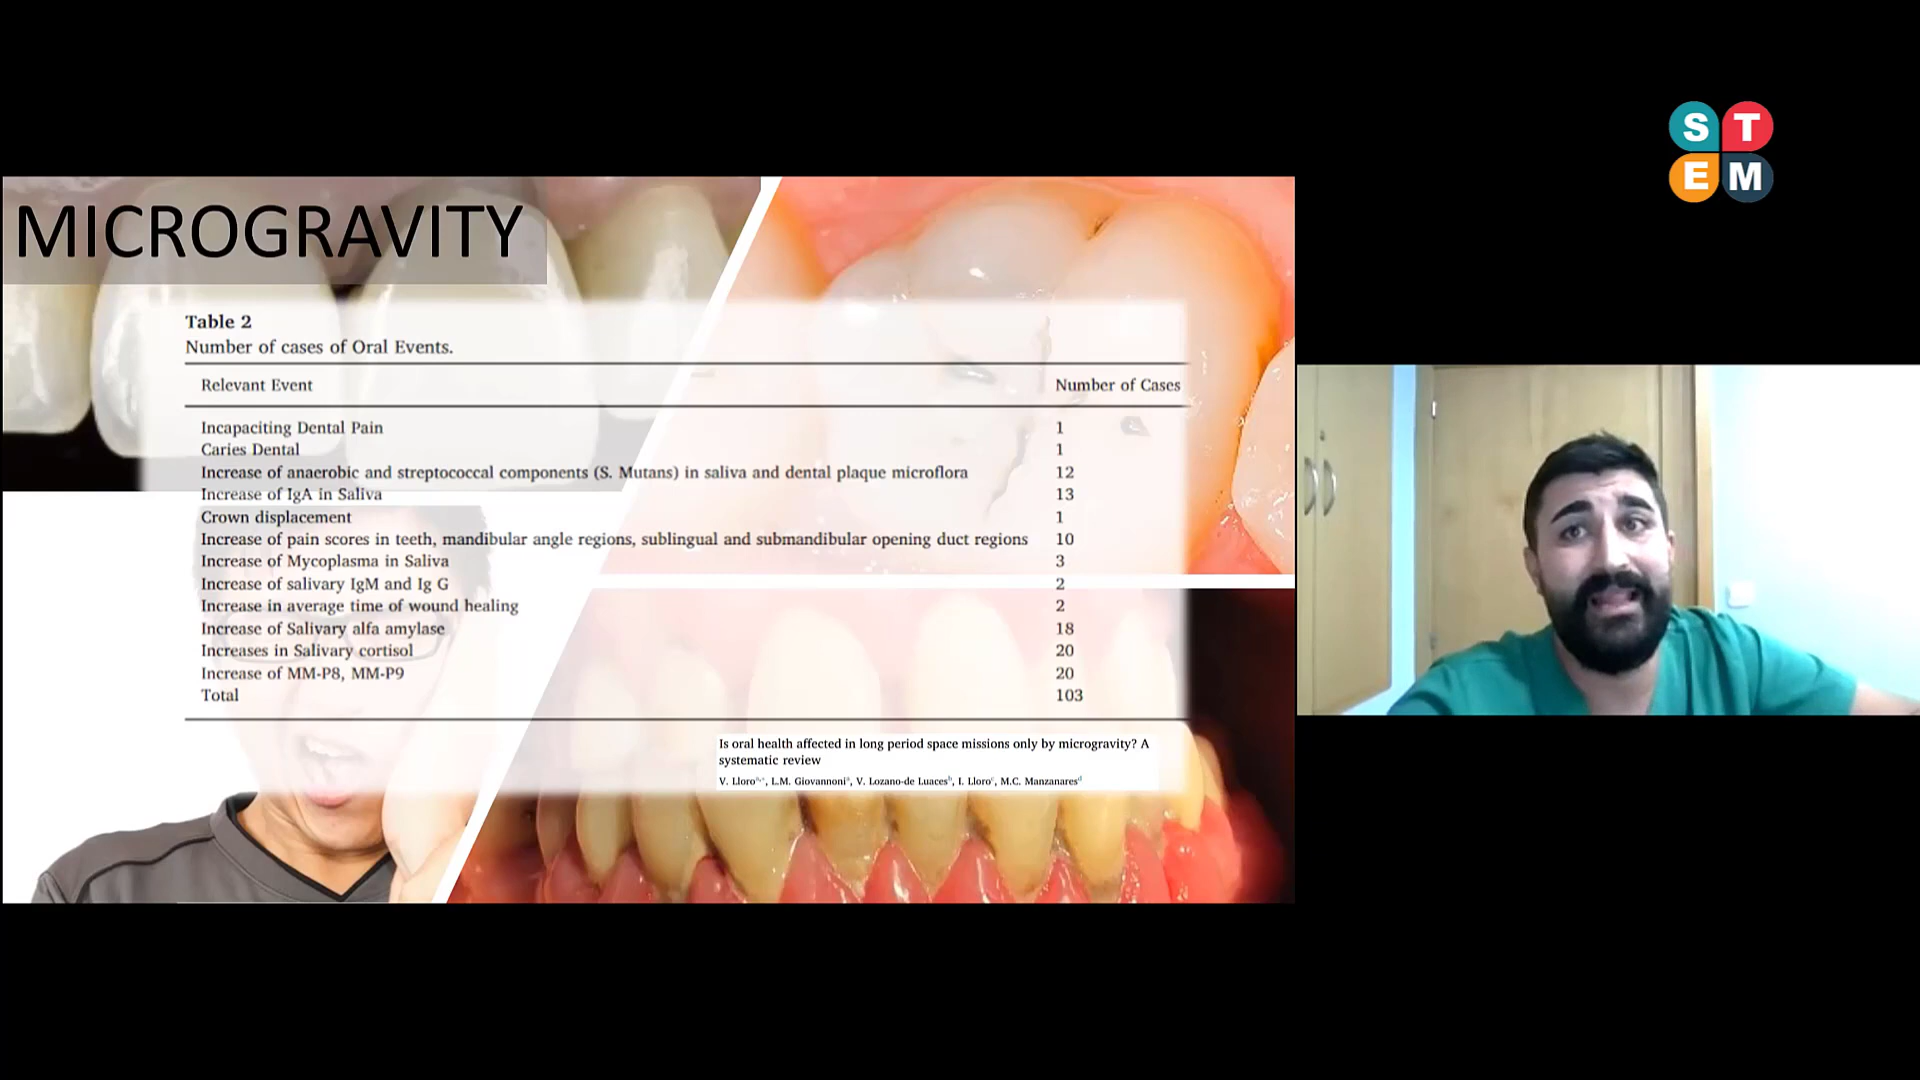 S T
E M
MICROGRAVITY
Table 2
Number of cases of Oral Events.
Relevant Event Number of Cases
Incapaciting Dental Pain 1
Caries Dental 1
Increase of anaerobic and streptococcal components (S. Mutans) in saliva and dental plaque microflora 12
Increase of IgA in Saliva 13
Crown displacement 1
Increase of pain scores in teeth, mandibular angle regions, sublingual and submandibular opening duct regions 10
Increase of Mycoplasma in Saliva 3
Increase of salivary IgM and Ig G 2
Increase in average time of wound healing 2
Increase of Salivary alfa amylase 18
Increases in Salivary cortisol 20
Increase of MM-P8, MM-P9 20
Total 103
Is oral health affected in long period space missions only by microgravity? A
systematic review
V. Lloro, L.M. Giovannoni, V. Lozano-de Luaces, I. Lloro, M.C. Manzanares